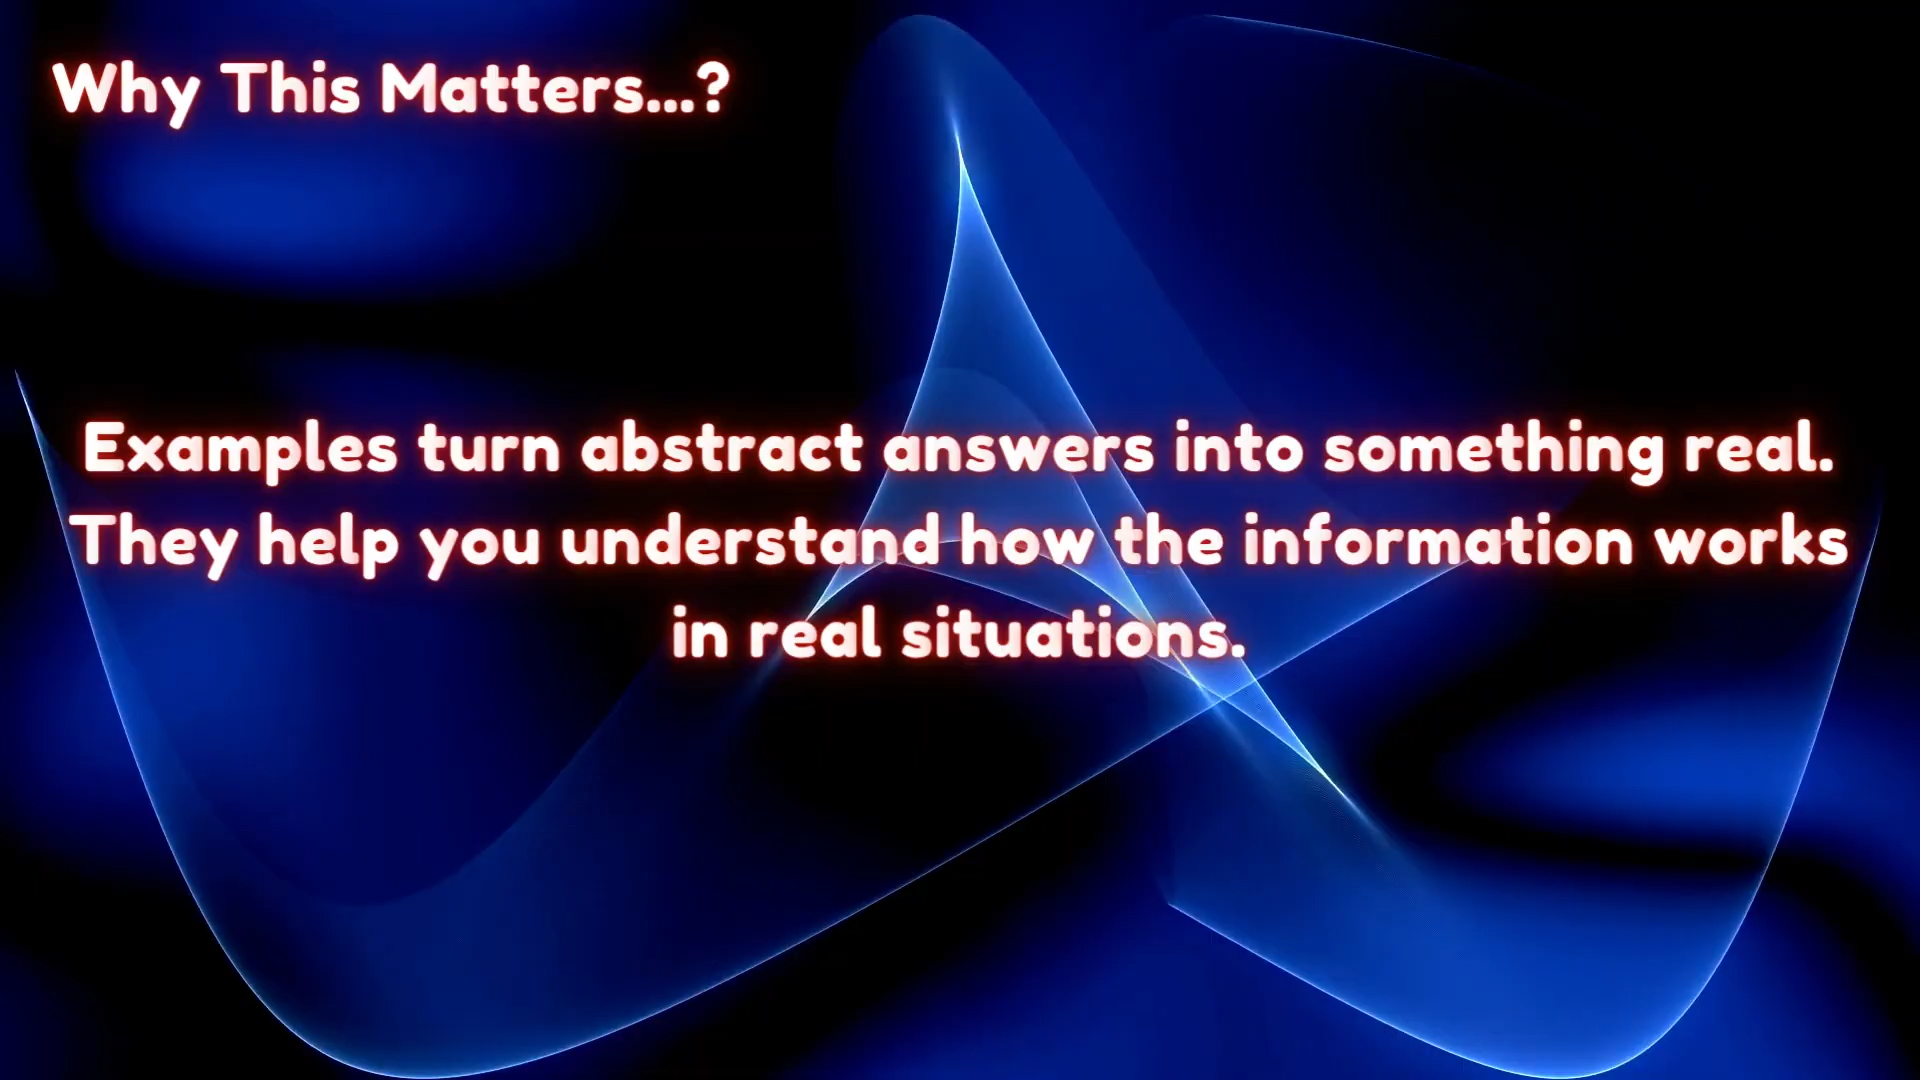 Why This Matters...?
Examples turn abstract answers into something real.
They help you understand how the information works
in real situations.